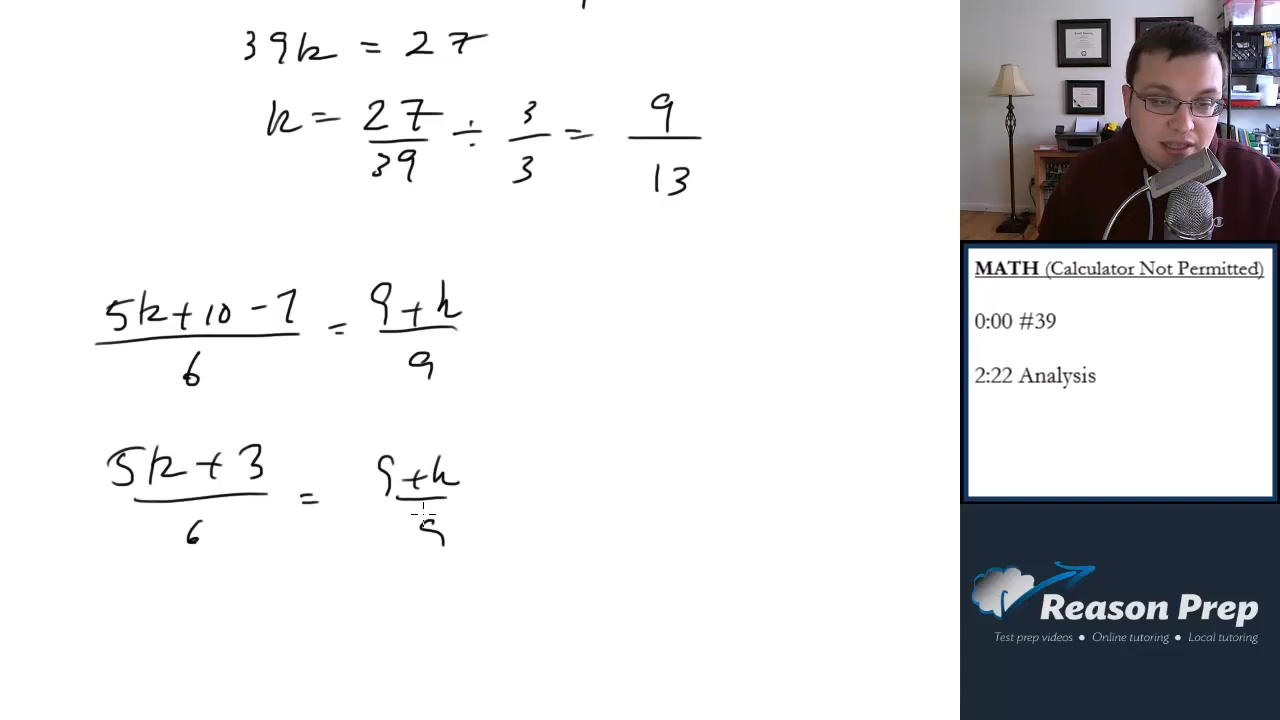 39k = 27
k = 27/39 ÷ 3/3 = 9/13
(5k + 10 - 7)/6 = (9 + k)/9
(5k + 3)/6 = (9 + k)/9
MATH (Calculator Not Permitted)
0:00 #39
2:22 Analysis
Reason Prep
Test prep videos • Online tutoring • Local tutoring